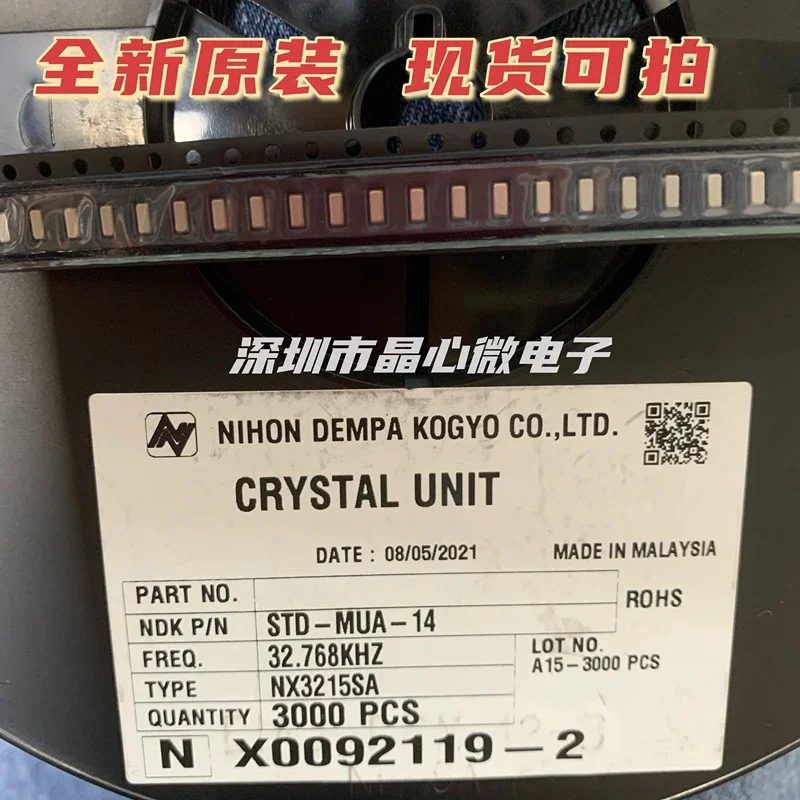 全新原装 现货可拍
深圳市晶心微电子
NIHON DEMPA KOGYO CO.,LTD.
CRYSTAL UNIT
DATE : 08/05/2021 MADE IN MALAYSIA
PART NO.
ROHS
NDK P/N STD-MUA-14
FREQ. 32.768KHZ
LOT NO.
TYPE NX3215SA
A15-3000 PCS
QUANTITY 3000 PCS
N X0092119-2